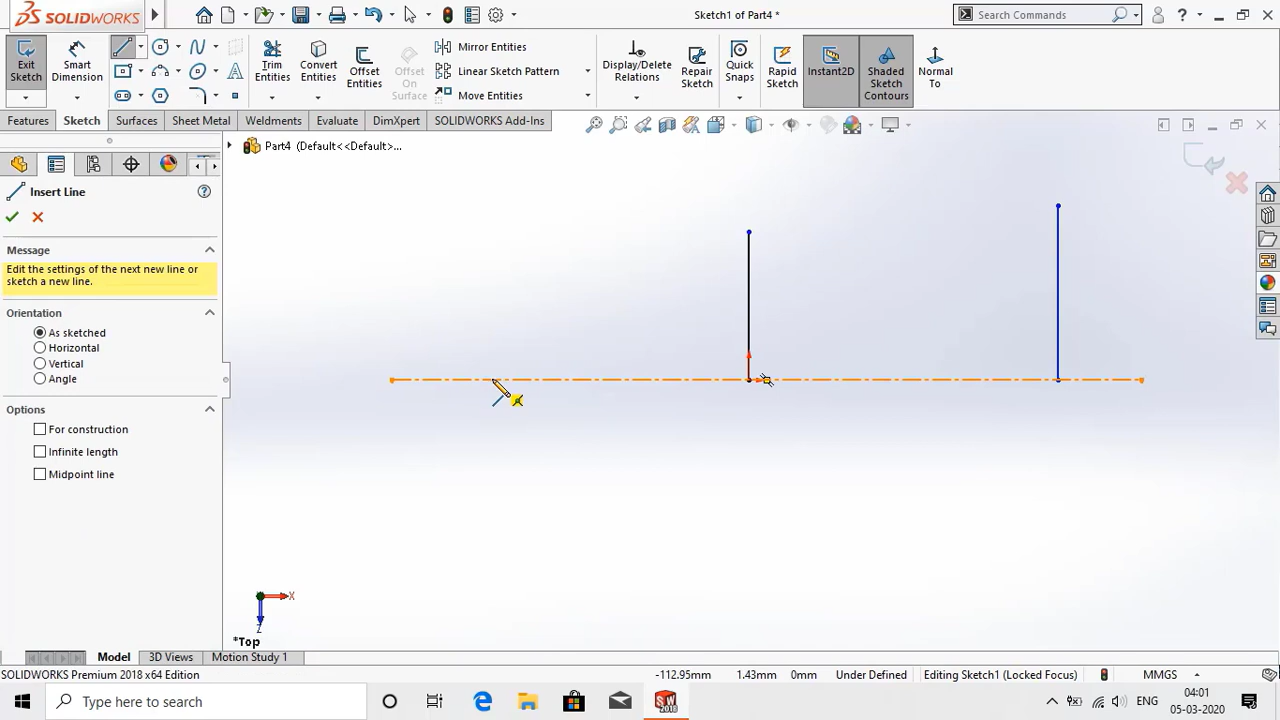 SOLIDWORKS
Sketch1 of Part4 *
Search Commands
?
Exit
Sketch
Smart
Dimension
Trim
Entities
Convert
Entities
Offset
Entities
Offset
On
Surface
Mirror Entities
Linear Sketch Pattern
Move Entities
Display/Delete
Relations
Repair
Sketch
Quick
Snaps
Rapid
Sketch
Instant2D
Shaded
Sketch
Contours
Normal
To
Features
Sketch
Surfaces
Sheet Metal
Weldments
Evaluate
DimXpert
SOLIDWORKS Add-Ins
Part4 (Default<<Default>...
Insert Line
?
Message
Edit the settings of the next new line or
sketch a new line.
Orientation
As sketched
Horizontal
Vertical
Angle
Options
For construction
Infinite length
Midpoint line
X
Z
*Top
Model
3D Views
Motion Study 1
SOLIDWORKS Premium 2018 x64 Edition
-112.95mm
1.43mm
0mm
Under Defined
Editing Sketch1 (Locked Focus)
MMGS
Type here to search
SW
2018
ENG
04:01
05-03-2020